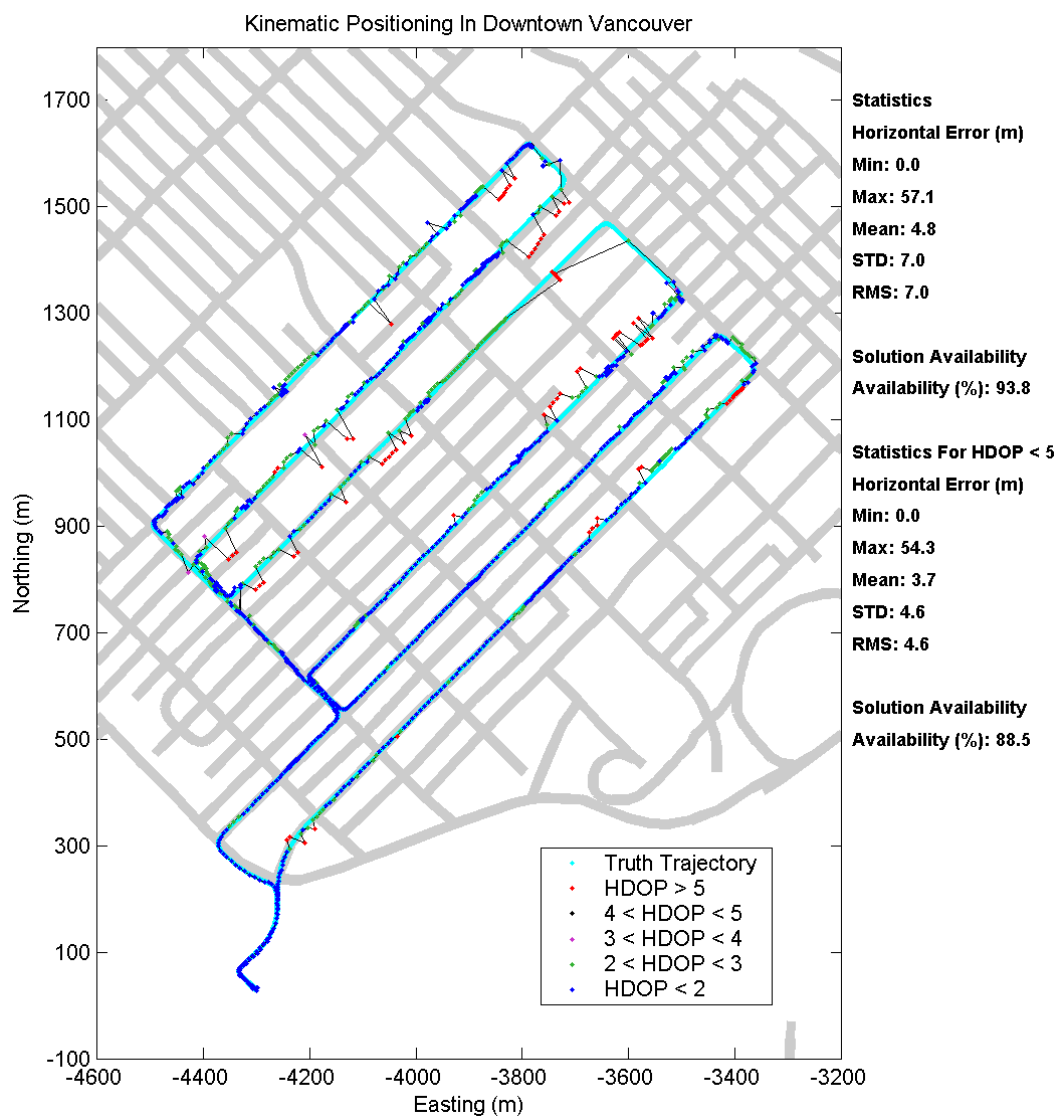 Kinematic Positioning In Downtown Vancouver
1700
1500
1300
1100
900
700
500
300
100
-100
Northing (m)
-4600
-4400
-4200
-4000
-3800
-3600
-3400
-3200
Easting (m)
Truth Trajectory
HDOP > 5
4 < HDOP < 5
3 < HDOP < 4
2 < HDOP < 3
HDOP < 2
Statistics
Horizontal Error (m)
Min: 0.0
Max: 57.1
Mean: 4.8
STD: 7.0
RMS: 7.0
Solution Availability
Availability (%): 93.8
Statistics For HDOP < 5
Horizontal Error (m)
Min: 0.0
Max: 54.3
Mean: 3.7
STD: 4.6
RMS: 4.6
Solution Availability
Availability (%): 88.5